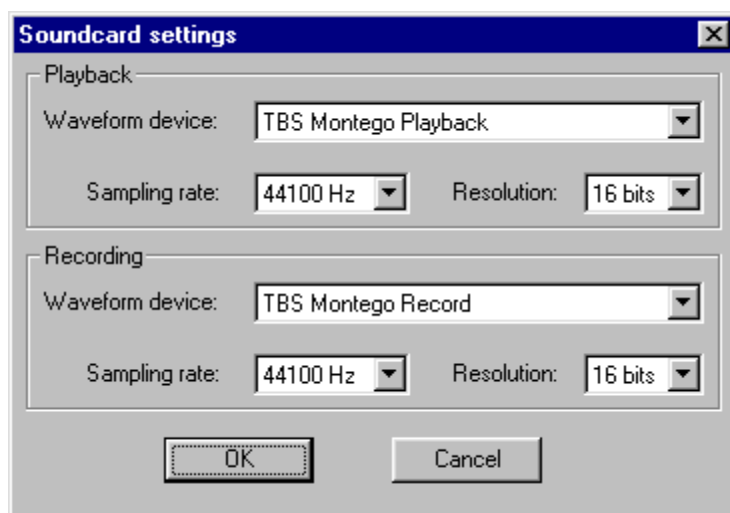 Soundcard settings
Playback
Waveform device: TBS Montego Playback
Sampling rate: 44100 Hz Resolution: 16 bits
Recording
Waveform device: TBS Montego Record
Sampling rate: 44100 Hz Resolution: 16 bits
OK Cancel